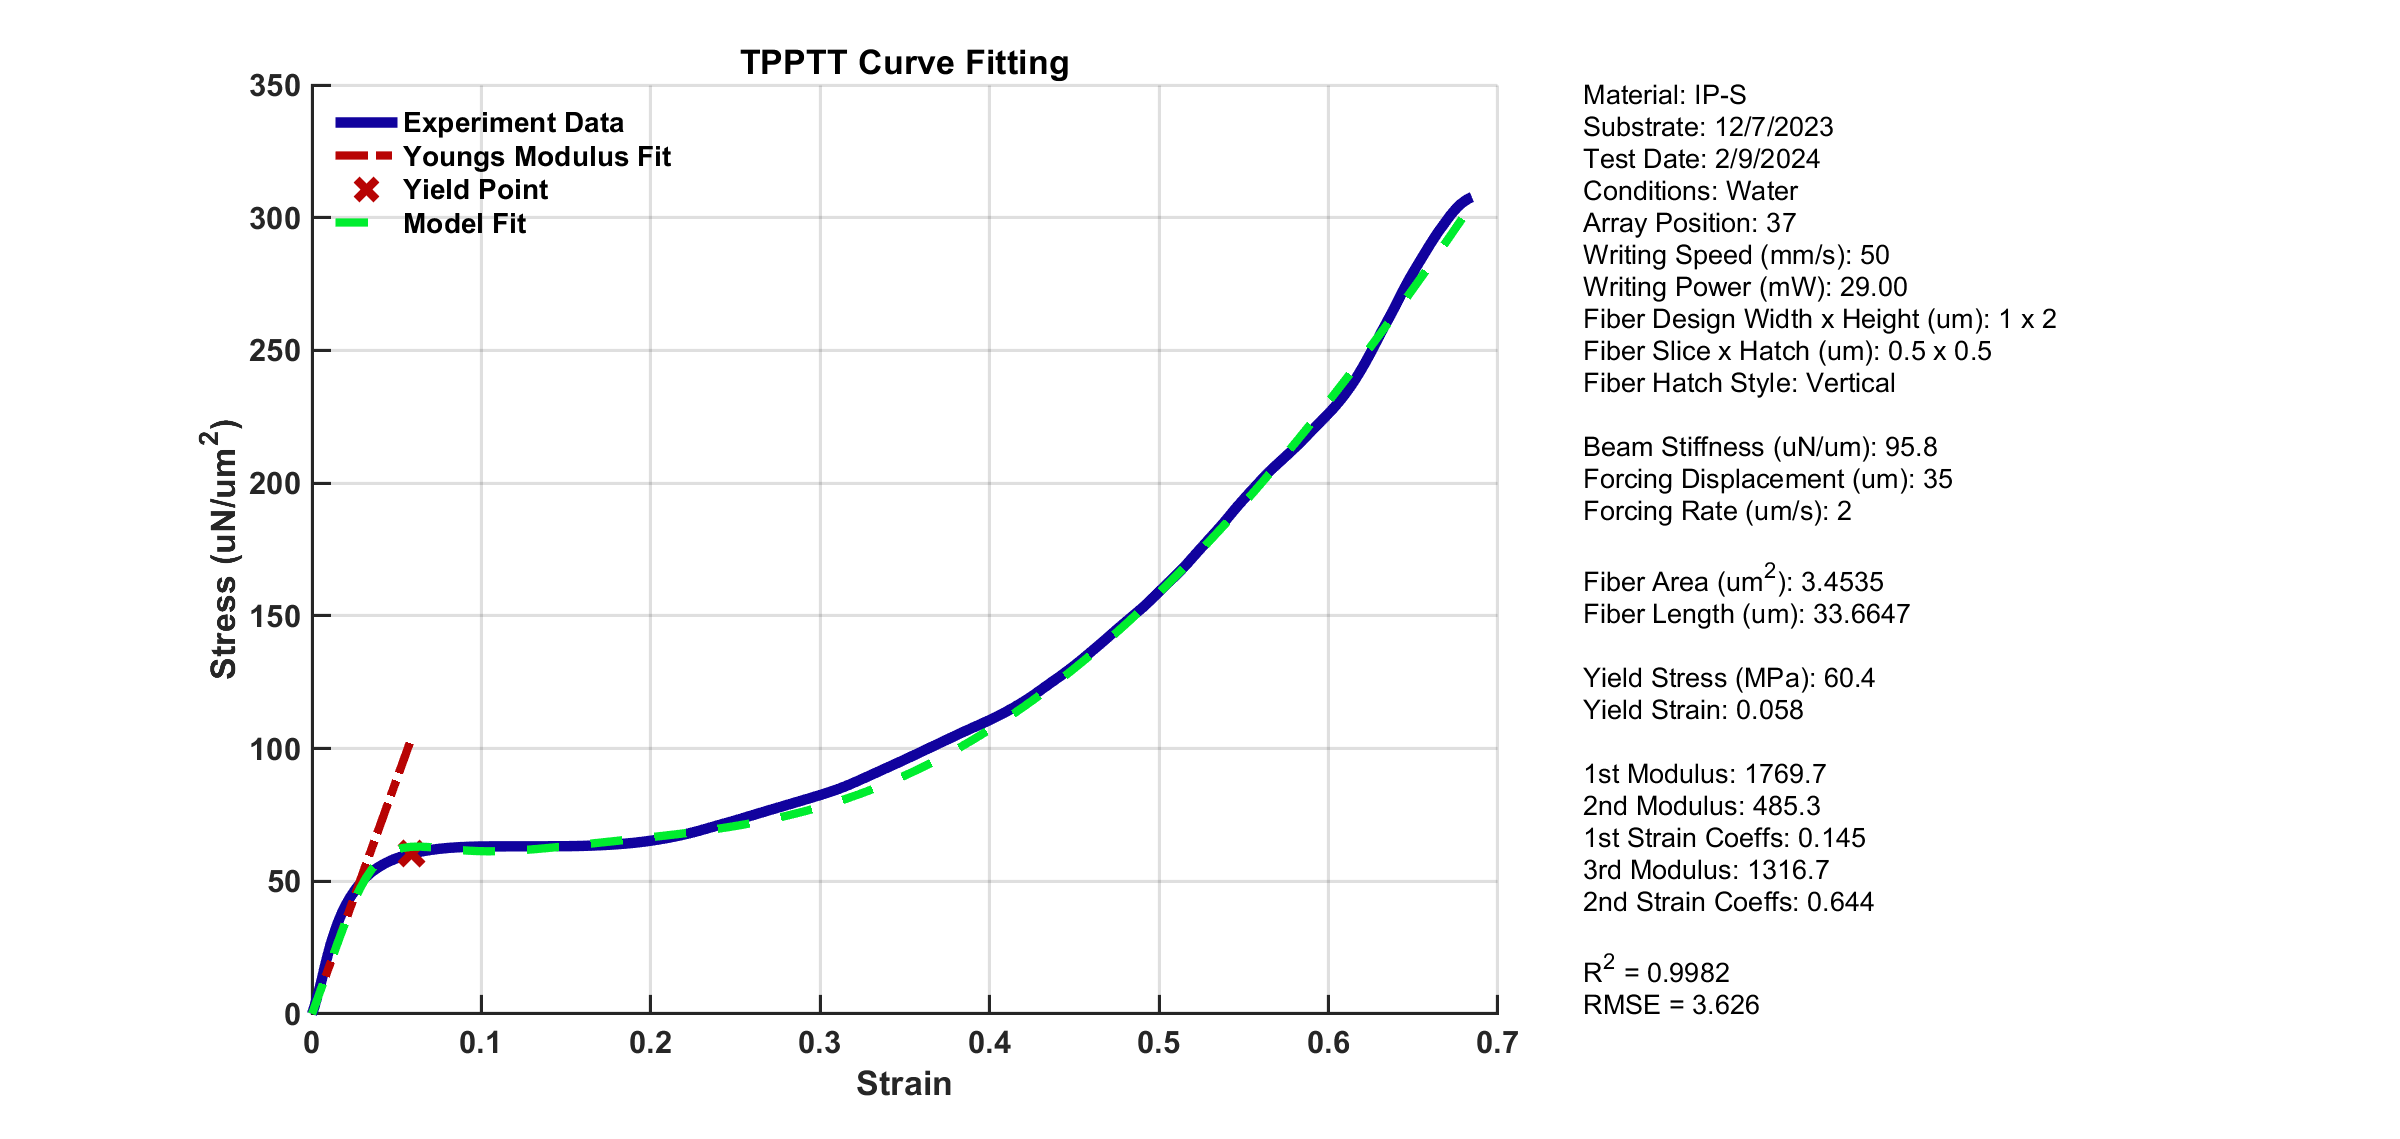 TPPTT Curve Fitting
350
300
250
200
150
100
50
0
Stress (uN/um²)
Experiment Data
Youngs Modulus Fit
Yield Point
Model Fit
0 0.1 0.2 0.3 0.4 0.5 0.6 0.7
Strain
Material: IP-S
Substrate: 12/7/2023
Test Date: 2/9/2024
Conditions: Water
Array Position: 37
Writing Speed (mm/s): 50
Writing Power (mW): 29.00
Fiber Design Width x Height (um): 1 x 2
Fiber Slice x Hatch (um): 0.5 x 0.5
Fiber Hatch Style: Vertical
Beam Stiffness (uN/um): 95.8
Forcing Displacement (um): 35
Forcing Rate (um/s): 2
Fiber Area (um²): 3.4535
Fiber Length (um): 33.6647
Yield Stress (MPa): 60.4
Yield Strain: 0.058
1st Modulus: 1769.7
2nd Modulus: 485.3
1st Strain Coeffs: 0.145
3rd Modulus: 1316.7
2nd Strain Coeffs: 0.644
R² = 0.9982
RMSE = 3.626